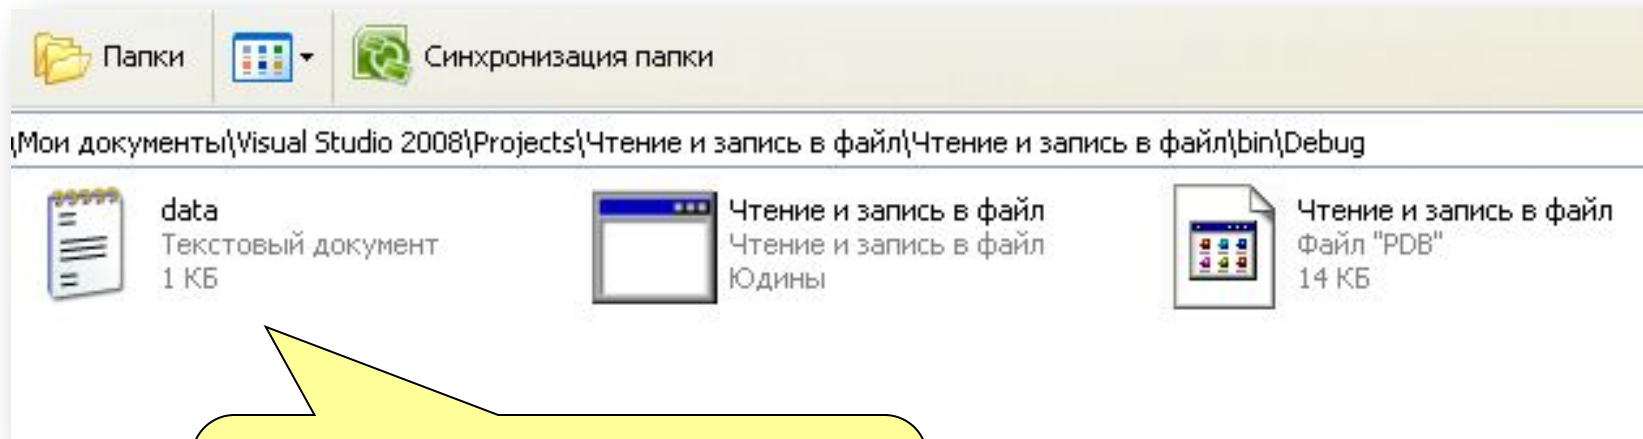 Папки Синхронизация папки
\Мои документы\Visual Studio 2008\Projects\Чтение и запись в файл\Чтение и запись в файл\bin\Debug
data
Текстовый документ
1 КБ
Чтение и запись в файл
Чтение и запись в файл
Юдины
Чтение и запись в файл
Файл "PDB"
14 КБ